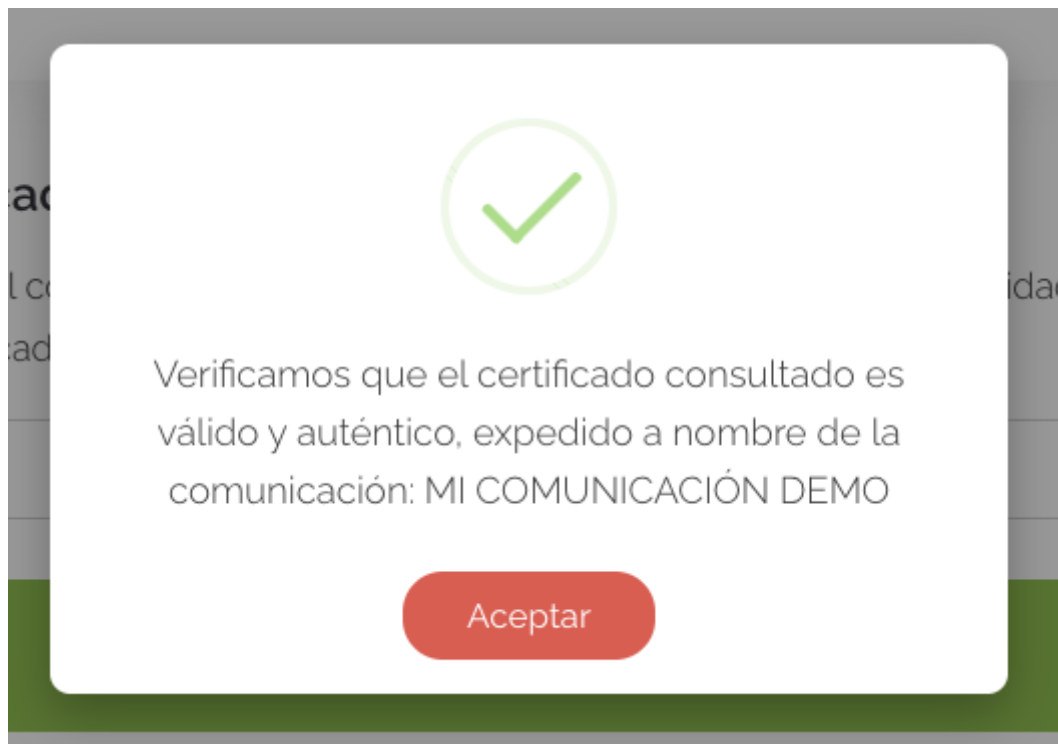 Verificamos que el certificado consultado es
válido y auténtico, expedido a nombre de la
comunicación: MI COMUNICACIÓN DEMO
Aceptar